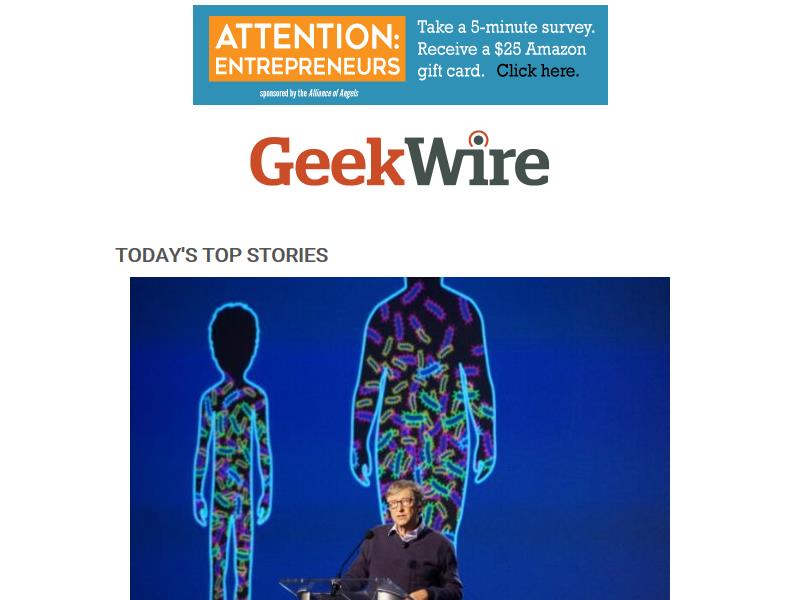 ATTENTION:
ENTREPRENEURS
sponsored by the Alliance of Angels
Take a 5-minute survey.
Receive a $25 Amazon
gift card. Click here.
GeekWire
TODAY'S TOP STORIES